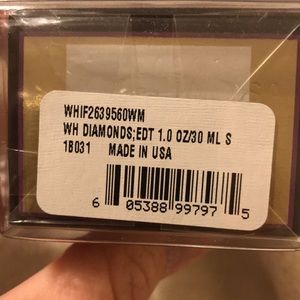 WHIF2639560WM
WH DIAMONDS;EDT 1.0 OZ/30 ML S
1B031 MADE IN USA
6 05388 99797 5